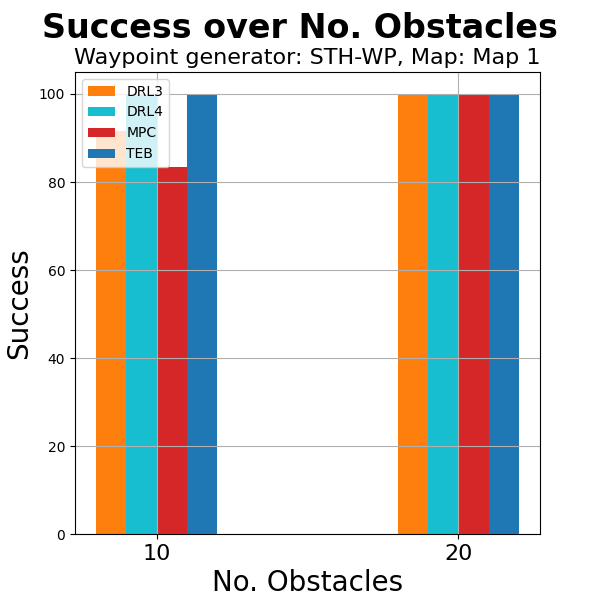 Success over No. Obstacles
Waypoint generator: STH-WP, Map: Map 1
DRL3
DRL4
MPC
TEB
100
80
60
40
20
0
Success
10
20
No. Obstacles